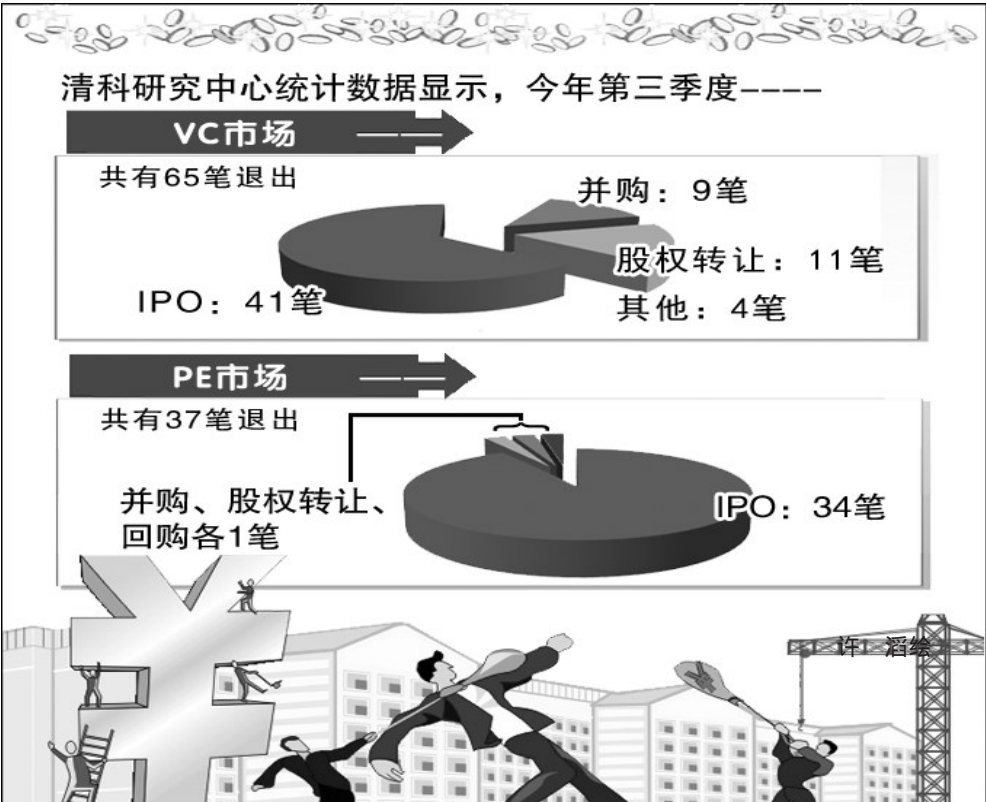 清科研究中心统计数据显示，今年第三季度----
VC市场
共有65笔退出
并购：9笔
股权转让：11笔
IPO：41笔
其他：4笔
PE市场
共有37笔退出
并购、股权转让、
回购各1笔
IPO：34笔
许 滔绘